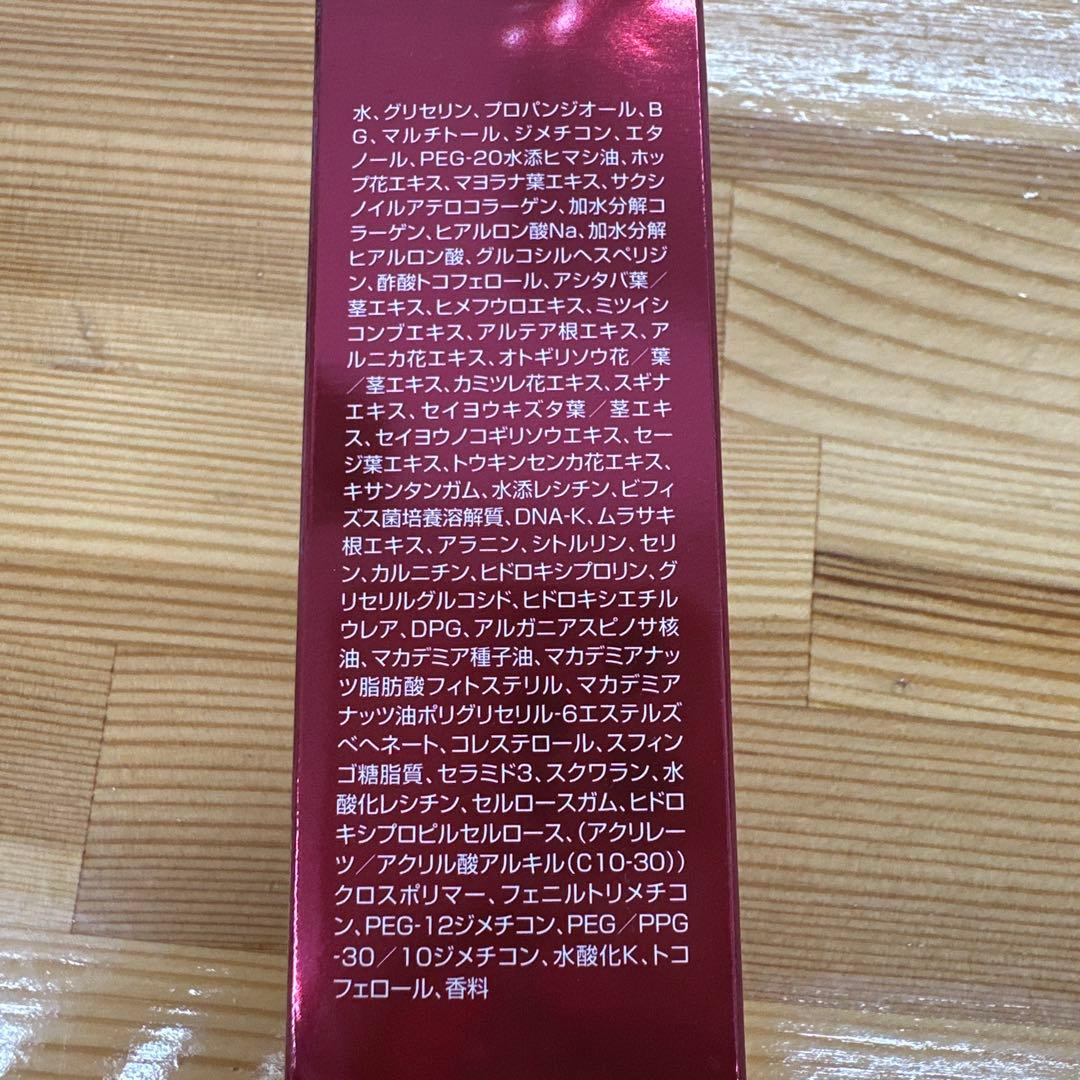 水、グリセリン、プロパンジオール、B
G、マルチトール、ジメチコン、エタ
ノール、PEG-20水添ヒマシ油、ホッ
プ花エキス、マヨラナ葉エキス、サクシ
ノイルアテロコラーゲン、加水分解コ
ラーゲン、ヒアルロン酸Na、加水分解
ヒアルロン酸、グルコシルヘスペリジ
ン、酢酸トコフェロール、アシタバ葉／
茎エキス、ヒメフウロエキス、ミツイシ
コンブエキス、アルテア根エキス、ア
ルニカ花エキス、オトギリソウ花／葉
／茎エキス、カミツレ花エキス、スギナ
エキス、セイヨウキズタ葉／茎エキ
ス、セイヨウノコギリソウエキス、セー
ジ葉エキス、トウキンセンカ花エキス、
キサンタンガム、水添レシチン、ビフィ
ズス菌培養溶解質、DNA-K、ムラサキ
根エキス、アラニン、シトルリン、セリ
ン、カルニチン、ヒドロキシプロリン、グ
リセリルグルコシド、ヒドロキシエチル
ウレア、DPG、アルガニアスピノサ核
油、マカデミア種子油、マカデミアナッ
ツ脂肪酸フィトステリル、マカデミア
ナッツ油ポリグリセリル-6エステルズ
ベヘネート、コレステロール、スフィン
ゴ糖脂質、セラミド3、スクワラン、水
酸化レシチン、セルロースガム、ヒドロ
キシプロピルセルロース、（アクリレー
ツ／アクリル酸アルキル（C10-30））
クロスポリマー、フェニルトリメチコ
ン、PEG-12ジメチコン、PEG／PPG
-30／10ジメチコン、水酸化K、トコ
フェロール、香料